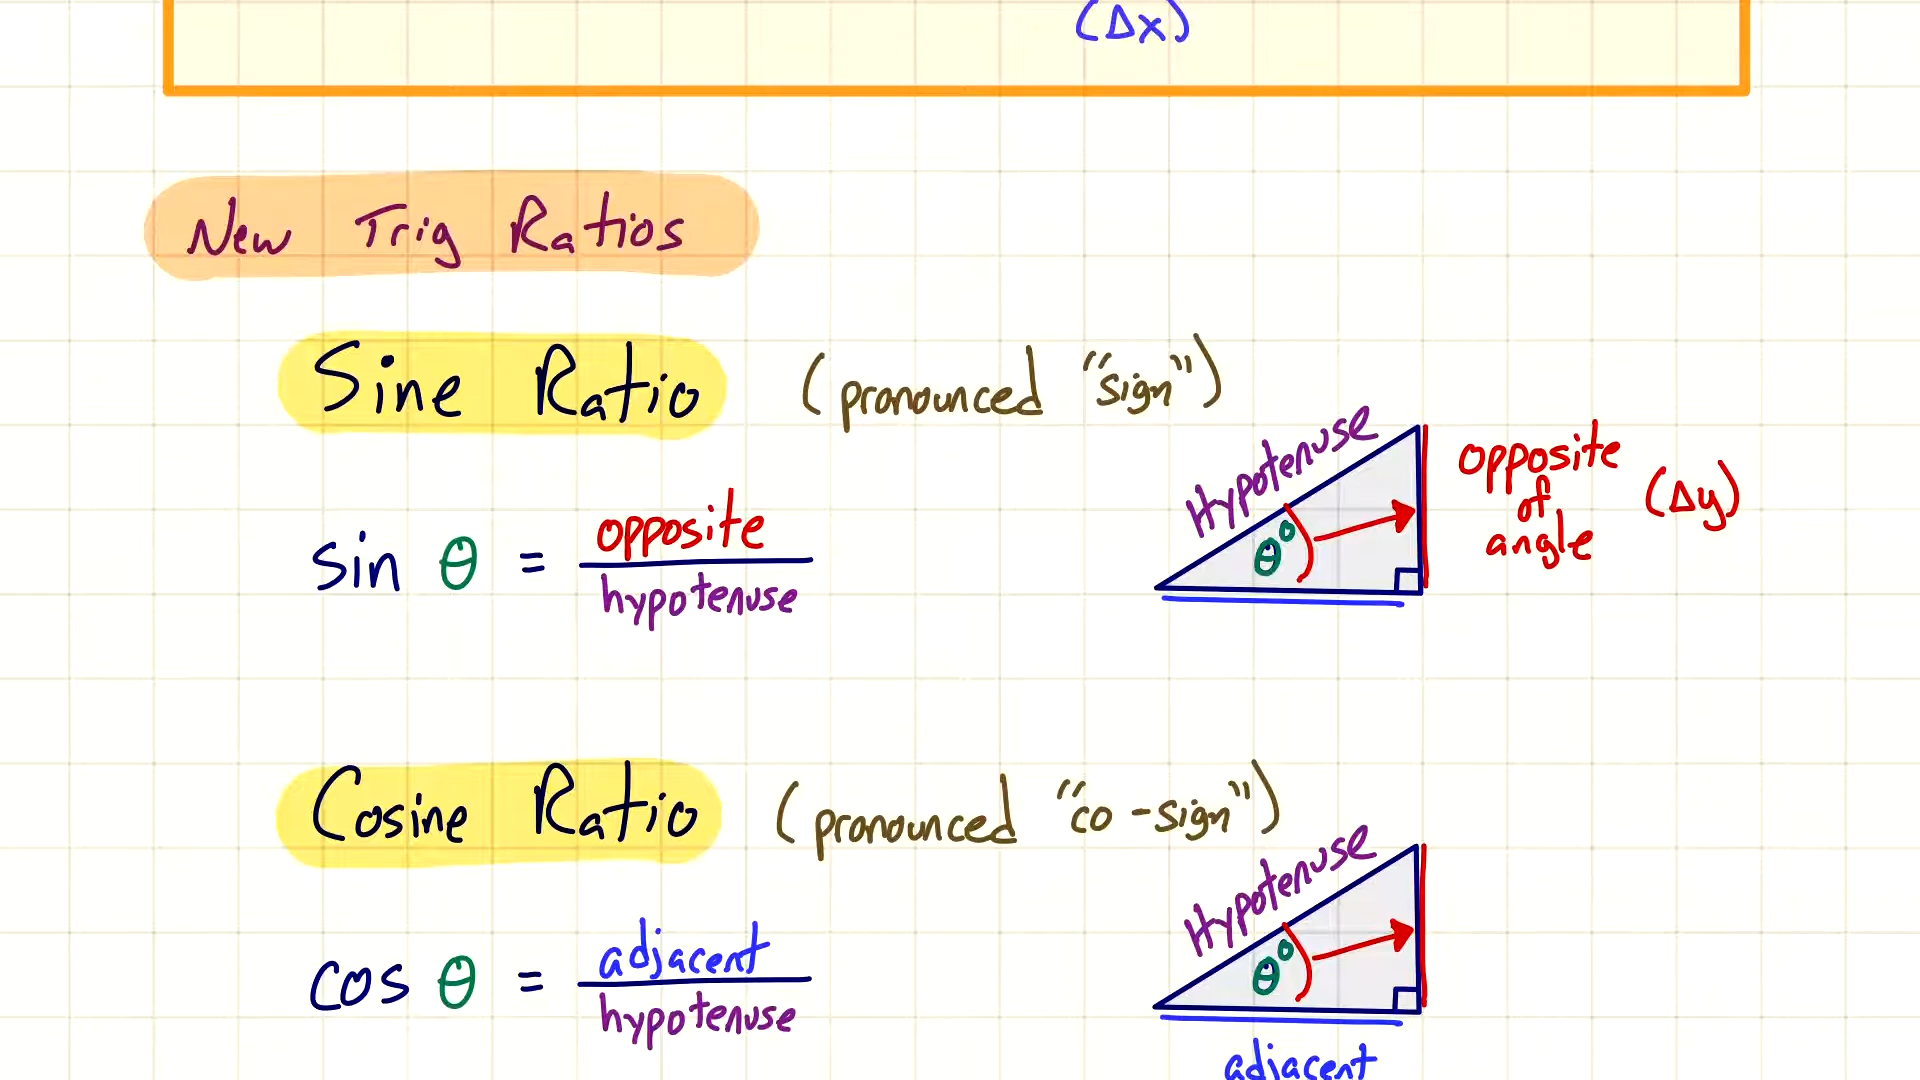 (Δx)
New Trig Ratios
Sine Ratio (pronounced "sign")
Hypotenuse
opposite
of
angle
(Δy)
θ°
sin θ = opposite
hypotenuse
Cosine Ratio (pronounced "co-sign")
Hypotenuse
θ°
cos θ = adjacent
hypotenuse
adjacent